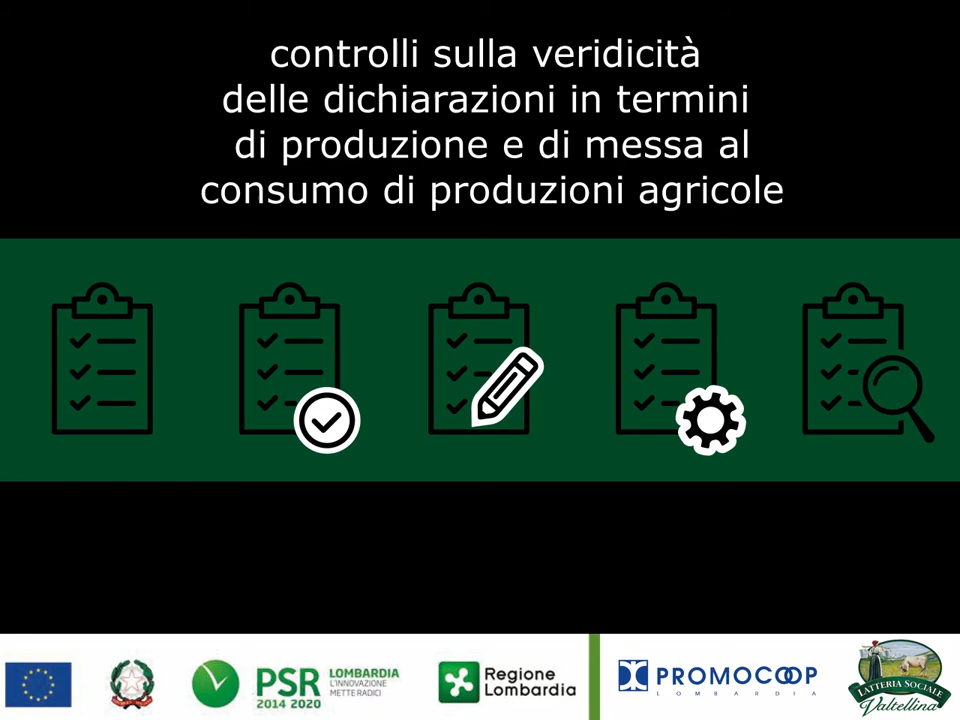 controlli sulla veridicità
delle dichiarazioni in termini
di produzione e di messa al
consumo di produzioni agricole
PSR LOMBARDIA
L'INNOVAZIONE
METTE RADICI
2014 2020
Regione
Lombardia
PROMOCOOP
LOMBARDIA
LATTERIA SOCIALE
Valtellina